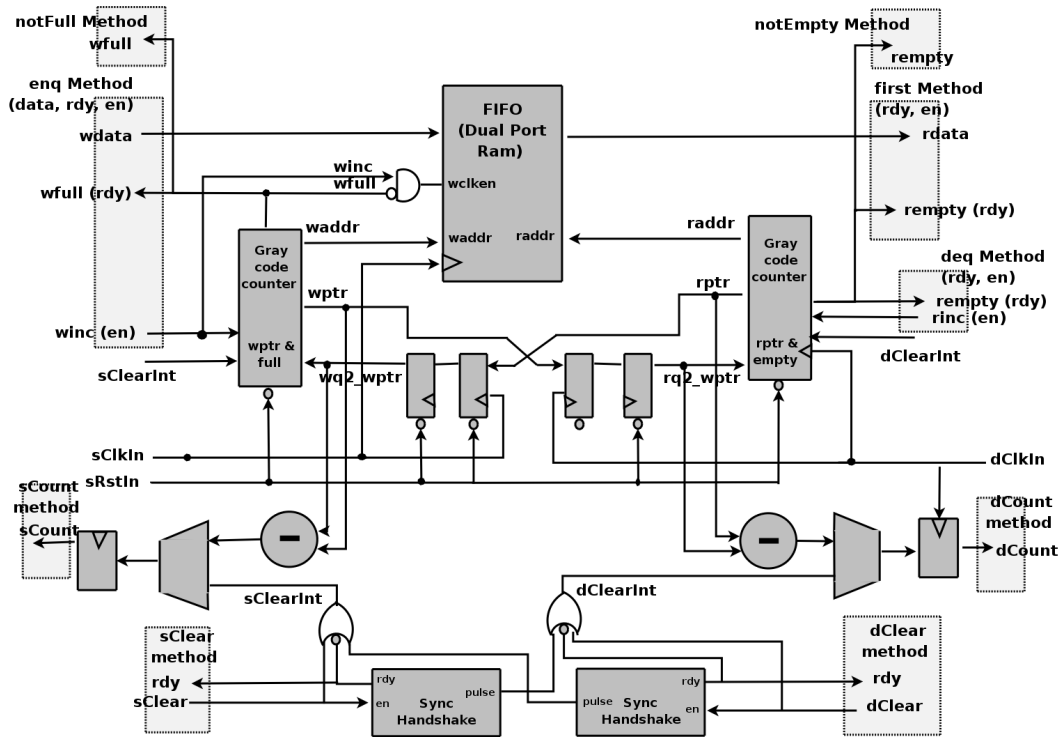 notFull Method
wfull
notEmpty Method
rempty
enq Method
(data, rdy, en)
wdata
FIFO
(Dual Port
Ram)
first Method
(rdy, en)
rdata
winc
wfull
wclken
wfull (rdy)
rempty (rdy)
waddr
waddr
raddr
raddr
Gray
code
counter
Gray
code
counter
deq Method
(rdy, en)
wptr
rptr
rempty (rdy)
rinc (en)
winc (en)
wptr &
full
rptr &
empty
dClearInt
sClearInt
wq2_wptr
rq2_wptr
sClkIn
dClkIn
sRstIn
sCount
method
sCount
dCount
method
dCount
–
–
sClearInt
dClearInt
sClear
method
rdy
sClear
rdy
en
pulse
Sync
Handshake
pulse
rdy
en
Sync
Handshake
dClear
method
rdy
dClear